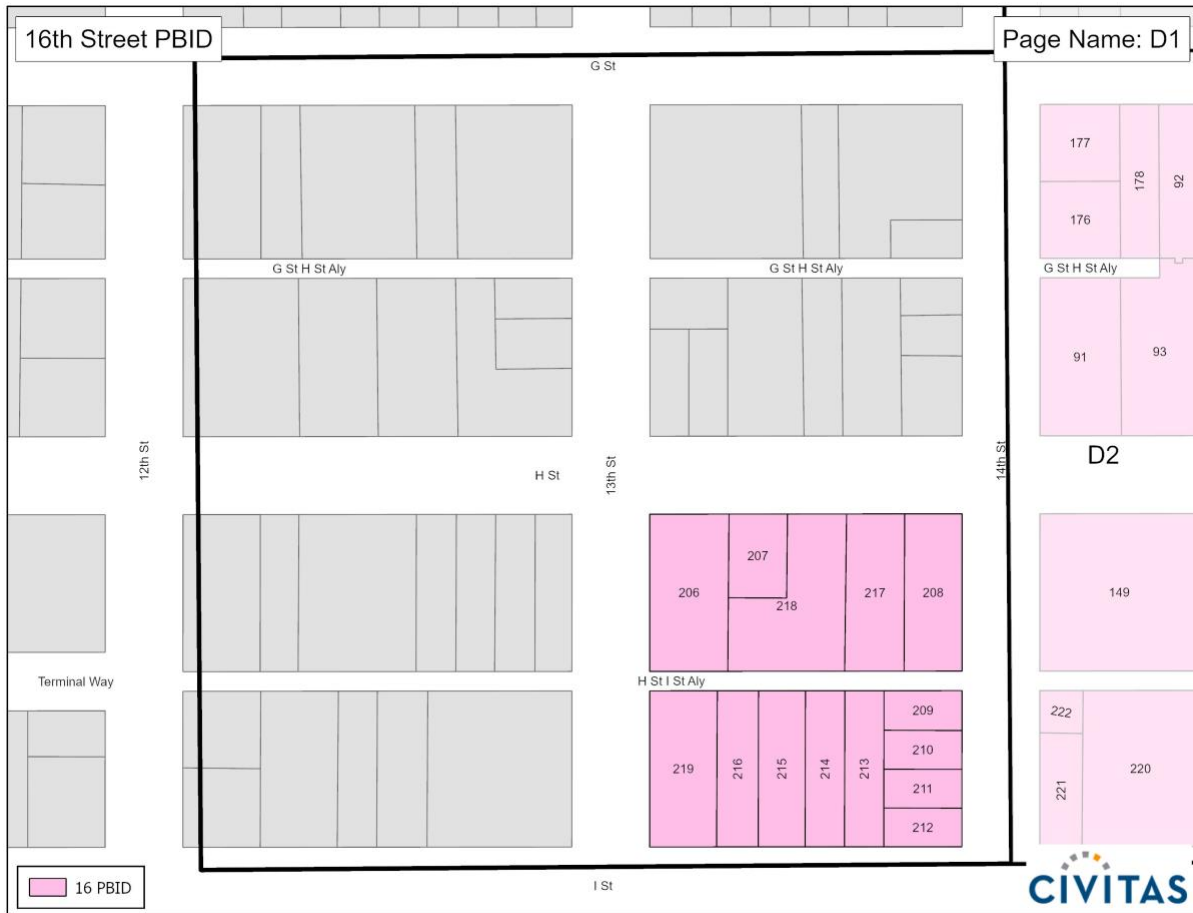 16th Street PBID
Page Name: D1
G St
177
178
92
176
G St H St Aly
G St H St Aly
G St H St Aly
91
93
12th St
H St
13th St
14th St
D2
206
207
218
217
208
149
Terminal Way
H St I St Aly
219
216
215
214
213
209
210
211
212
222
221
220
16 PBID
I St
CIVITAS